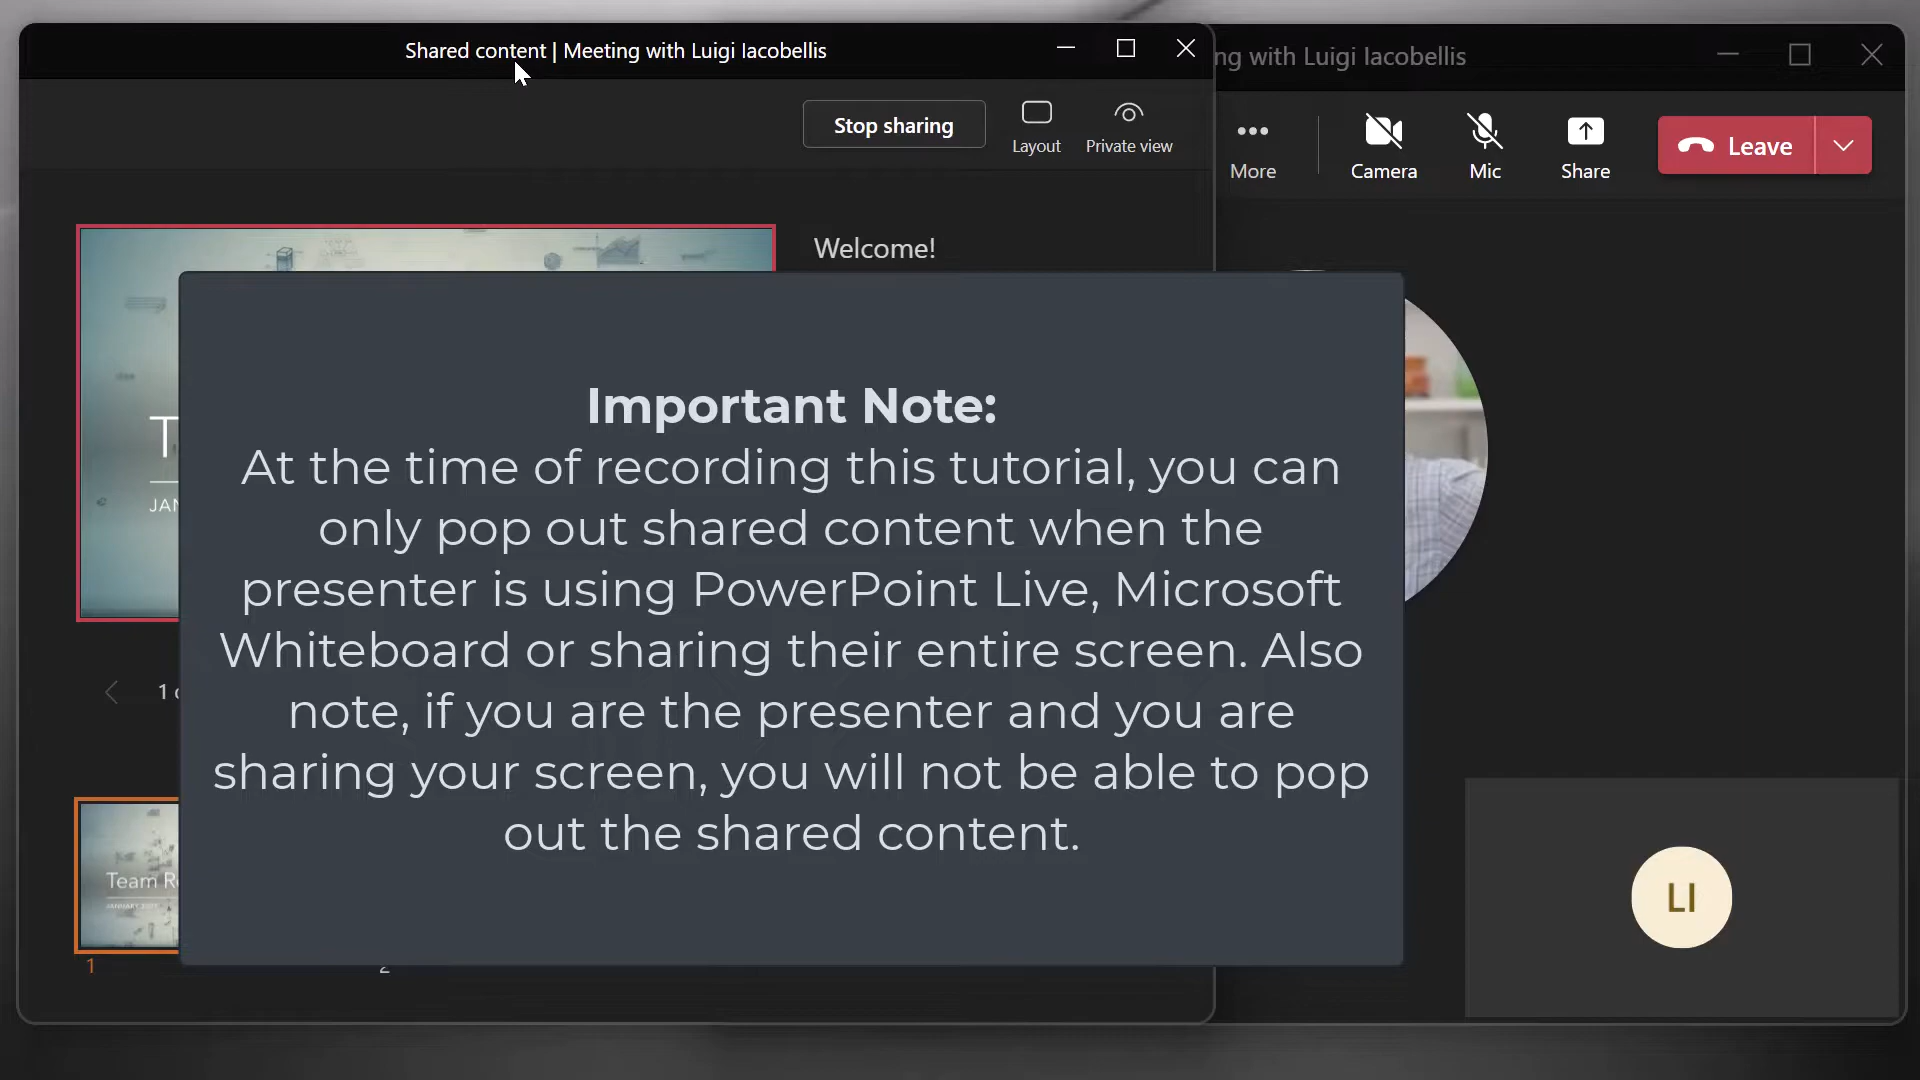 Shared content | Meeting with Luigi Iacobellis
ng with Luigi Iacobellis
Stop sharing
Layout
Private view
More
Camera
Mic
Share
Leave
Welcome!
Important Note:
At the time of recording this tutorial, you can
only pop out shared content when the
presenter is using PowerPoint Live, Microsoft
Whiteboard or sharing their entire screen. Also
note, if you are the presenter and you are
sharing your screen, you will not be able to pop
out the shared content.
T
JAN
1
Team R
1
2
LI